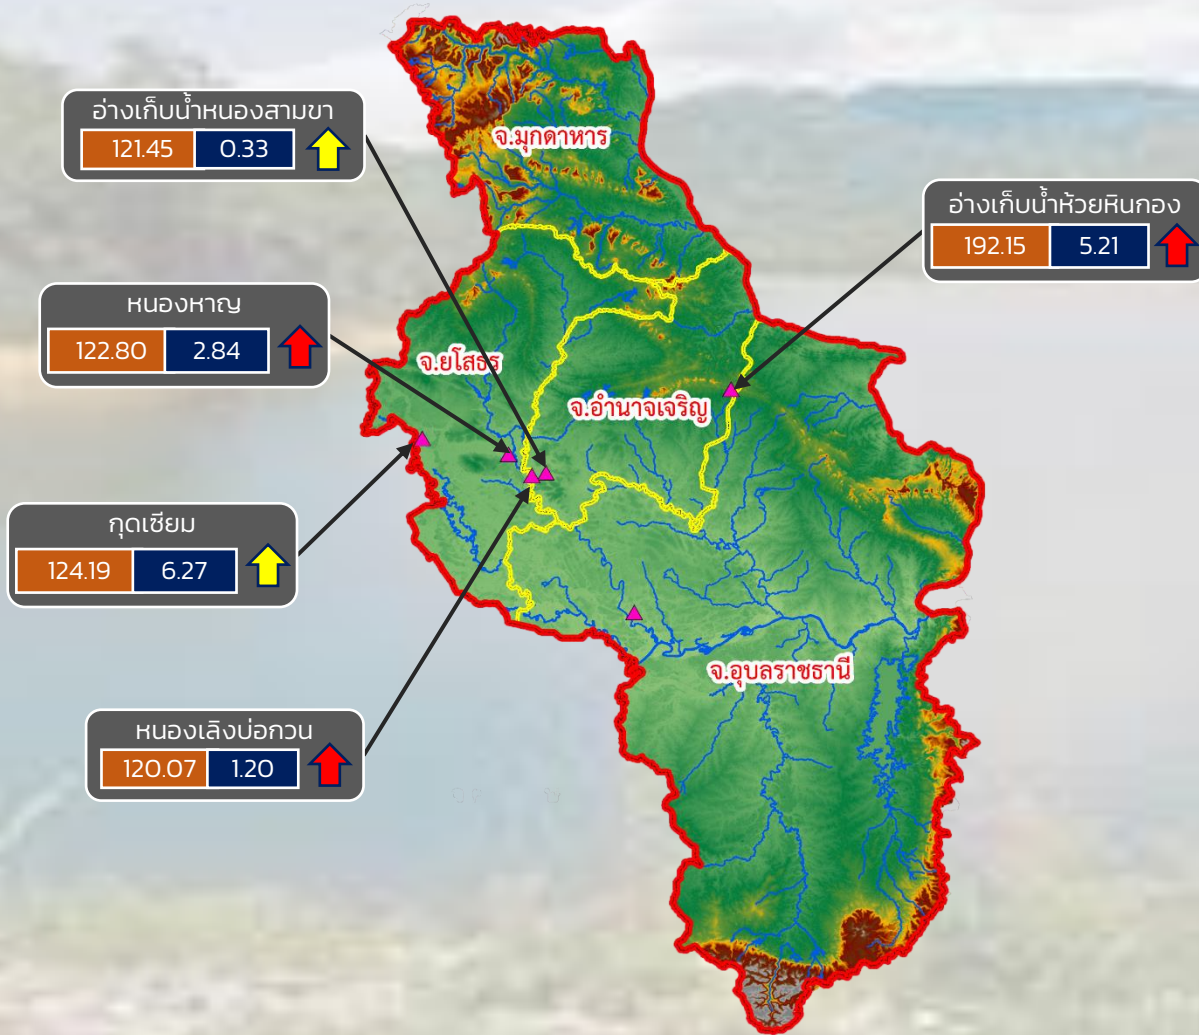 อ่างเก็บน้ำหนองสามขา
121.45 0.33
จ.มุกดาหาร
อ่างเก็บน้ำห้วยหินกอง
192.15 5.21
หนองหาญ
122.80 2.84
จ.ยโสธร
จ.อำนาจเจริญ
กุดเซียม
124.19 6.27
จ.อุบลราชธานี
หนองเลิงบ่อกวน
120.07 1.20